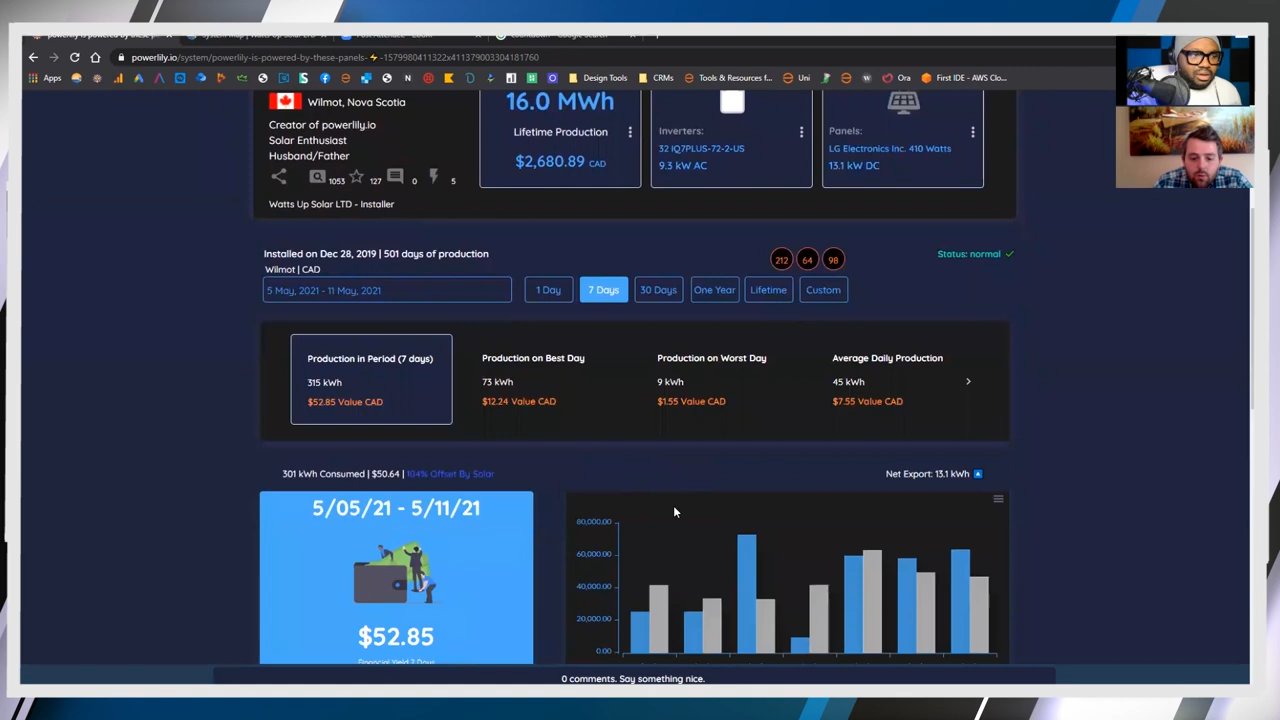 powerlily.io/system/powerlily-is-powered-by-these-panels-⚡-1579980411322x411379003304181760
Apps
Design Tools
CRMs
Tools & Resources f...
Uni
Ora
First IDE - AWS Clo...
Wilmot, Nova Scotia
Creator of powerlily.io
Solar Enthusiast
Husband/Father
1053 127 0 5
Watts Up Solar LTD - Installer
16.0 MWh
Lifetime Production
$2,680.89 CAD
Inverters:
32 IQ7PLUS-72-2-US
9.3 kW AC
Panels:
LG Electronics Inc. 410 Watts
13.1 kW DC
Installed on Dec 28, 2019 | 501 days of production
Wilmot | CAD
212 64 98
Status: normal
5 May, 2021 - 11 May, 2021
1 Day
7 Days
30 Days
One Year
Lifetime
Custom
Production in Period (7 days)
315 kWh
$52.85 Value CAD
Production on Best Day
73 kWh
$12.24 Value CAD
Production on Worst Day
9 kWh
$1.55 Value CAD
Average Daily Production
45 kWh
$7.55 Value CAD
301 kWh Consumed | $50.64 | 104% Offset By Solar
Net Export: 13.1 kWh
5/05/21 - 5/11/21
$52.85
Financial Yield 7 Days
80,000.00
60,000.00
40,000.00
20,000.00
0.00
0 comments. Say something nice.